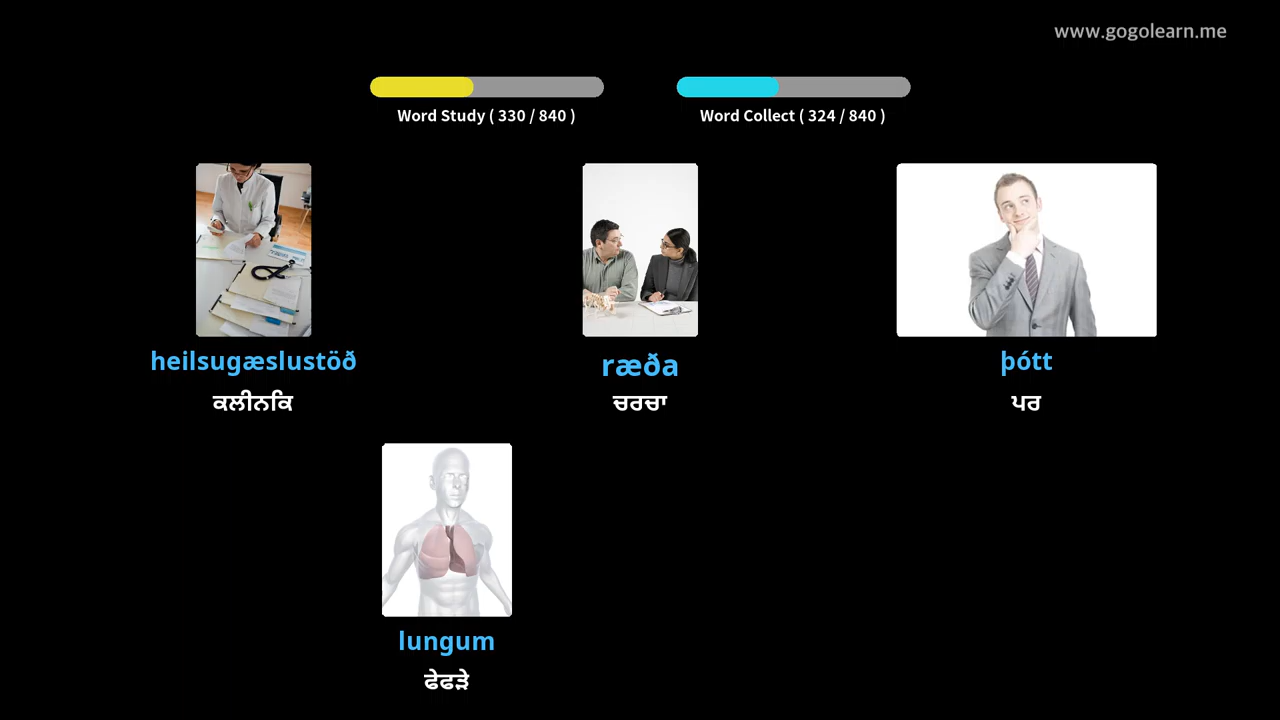 www.gogolearn.me
Word Study ( 330 / 840 )
Word Collect ( 324 / 840 )
heilsugæslustöð
ræða
þótt
ਕਲੀਨਕਿ
ਚਰਚਾ
ਪਰ
lungum
ਫੇਫੜੇ